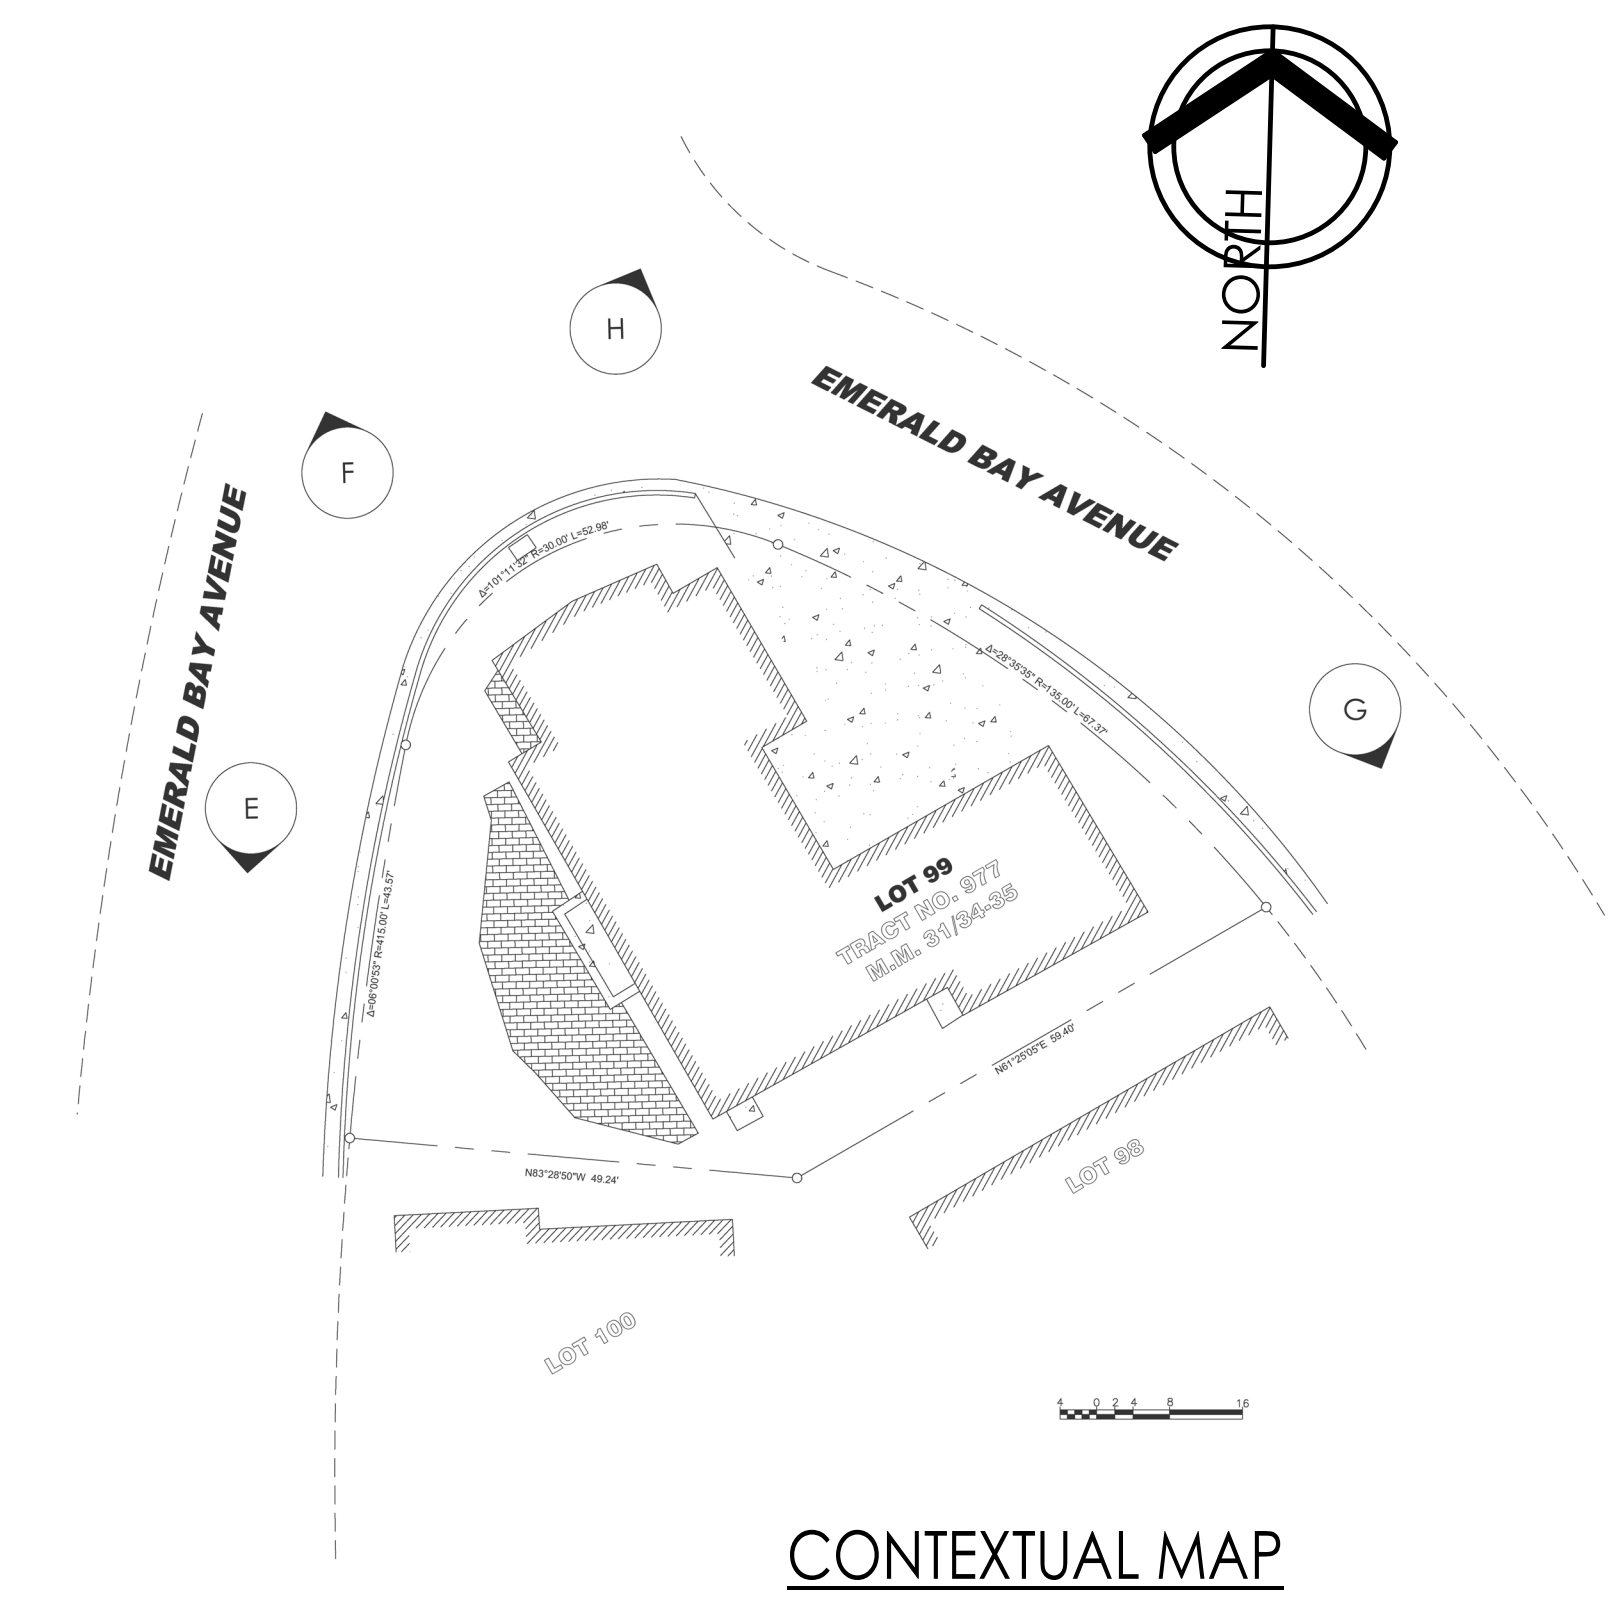 NORTH
H
EMERALD BAY AVENUE
F
EMERALD BAY AVENUE
Δ=101°11'32" R=30.00' L=52.98'
Δ=28°35'35" R=135.00' L=67.37'
G
E
LOT 99
TRACT NO. 977
M.M. 31/34-35
Δ=06°00'53" R=415.00' L=43.57'
N61°25'05"E 59.40'
N83°28'50"W 49.24'
LOT 98
LOT 100
4 0 2 4 8 16
CONTEXTUAL MAP